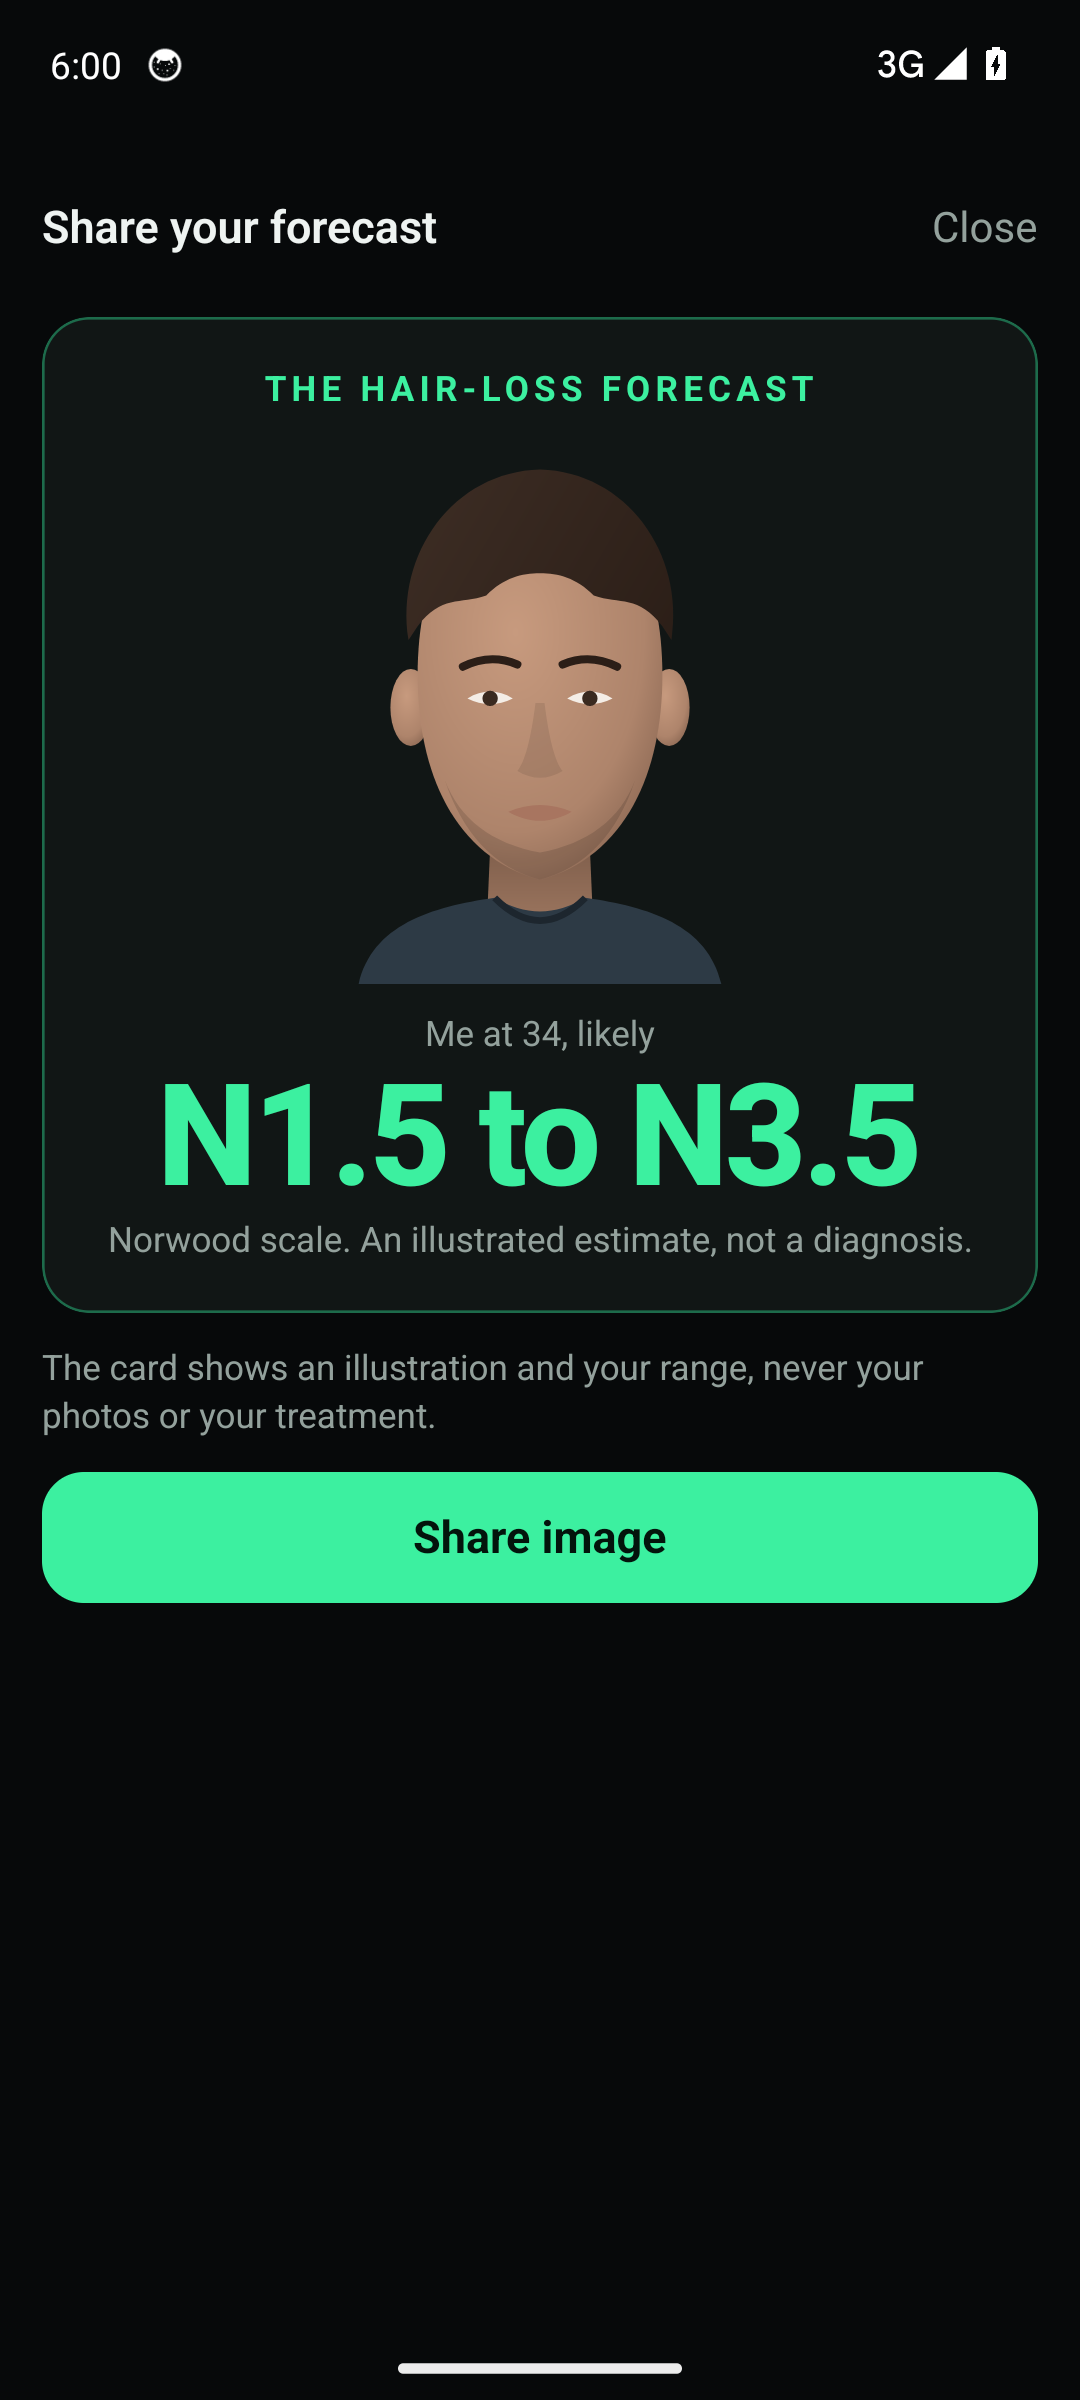 6:00
3G
Share your forecast
Close
THE HAIR-LOSS FORECAST
Me at 34, likely
N1.5 to N3.5
Norwood scale. An illustrated estimate, not a diagnosis.
The card shows an illustration and your range, never your
photos or your treatment.
Share image